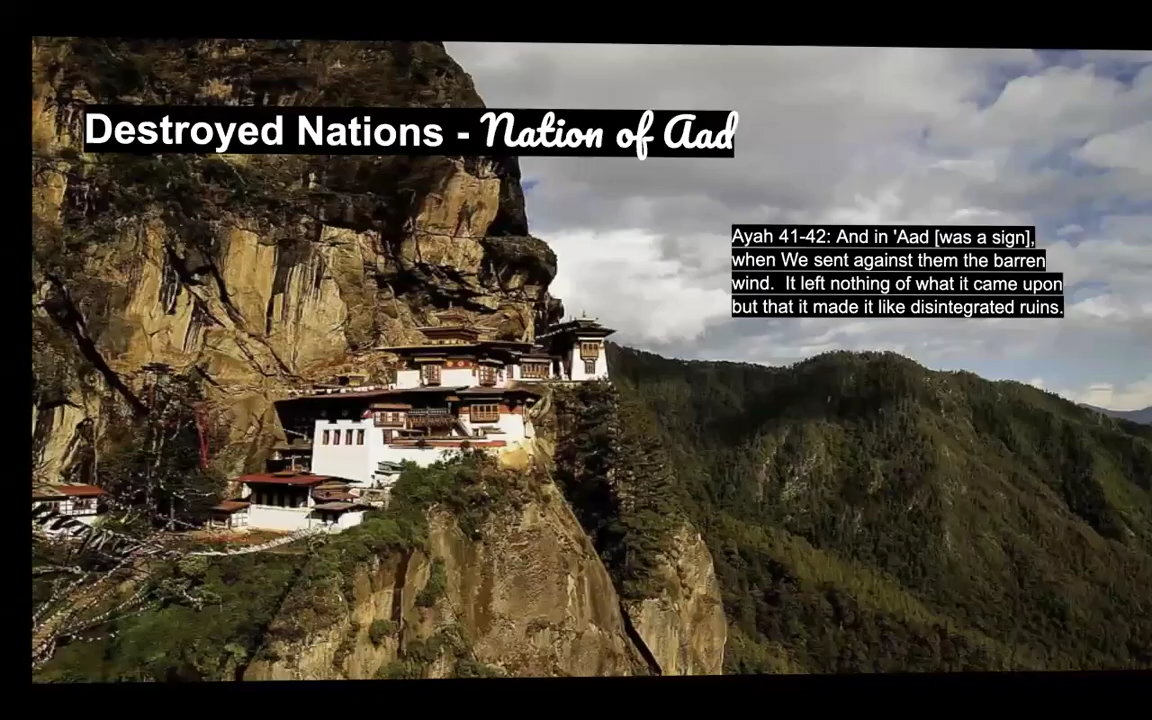 Destroyed Nations - Nation of Aad
Ayah 41-42: And in 'Aad [was a sign],
when We sent against them the barren
wind.  It left nothing of what it came upon
but that it made it like disintegrated ruins.